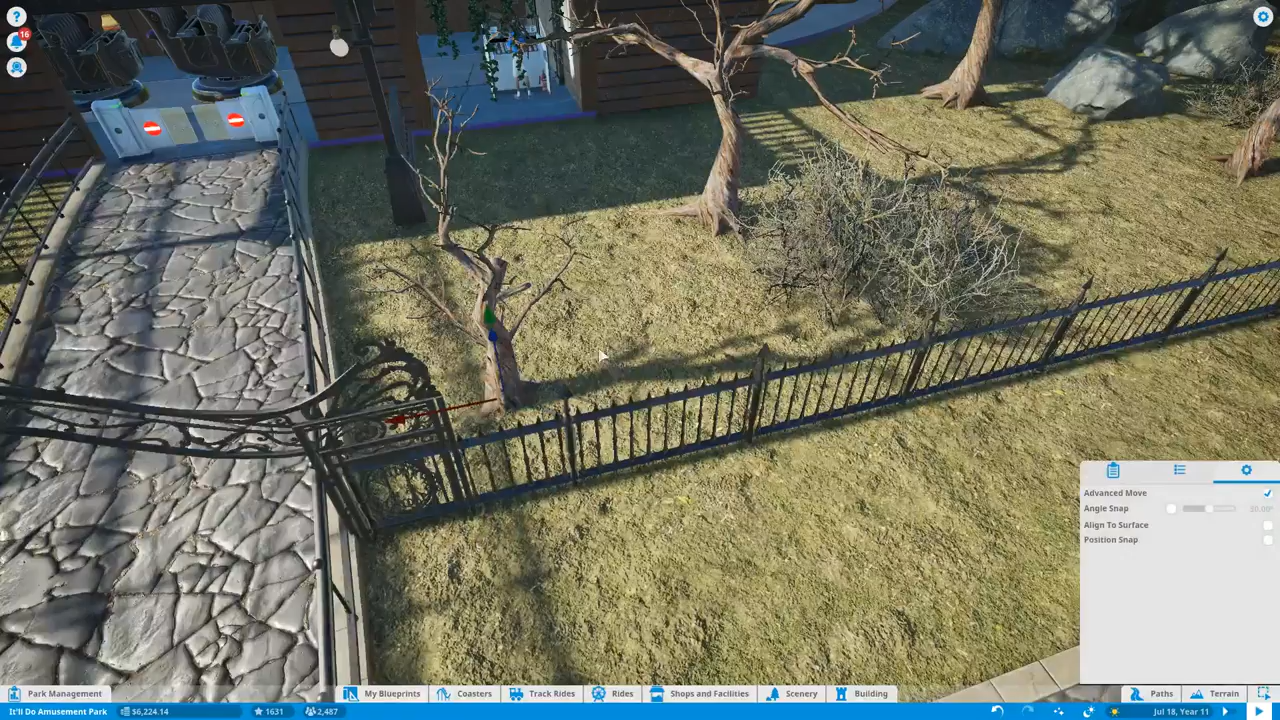 ?
16
Advanced Move
Angle Snap
Align To Surface
Position Snap
Park Management
My Blueprints
Coasters
Track Rides
Rides
Shops and Facilities
Scenery
Building
Paths
Terrain
It'll Do Amusement Park
$6,224.14
1631
2,487
Jul 18, Year 11